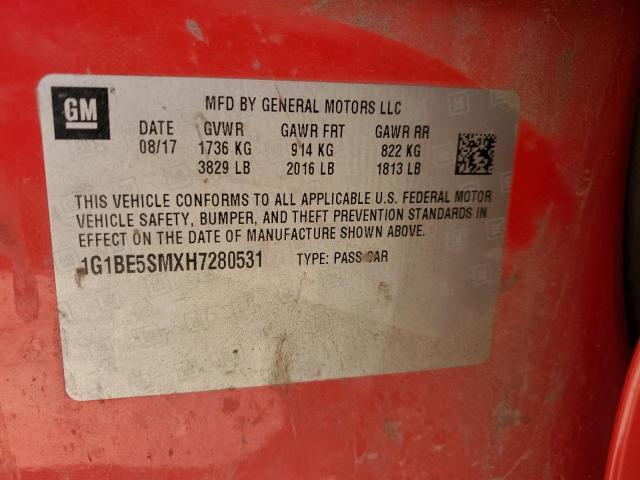 GM
MFD BY GENERAL MOTORS LLC
DATE GVWR GAWR FRT GAWR RR
08/17 1736 KG 914 KG 822 KG
3829 LB 2016 LB 1813 LB
THIS VEHICLE CONFORMS TO ALL APPLICABLE U.S. FEDERAL MOTOR
VEHICLE SAFETY, BUMPER, AND THEFT PREVENTION STANDARDS IN
EFFECT ON THE DATE OF MANUFACTURE SHOWN ABOVE.
1G1BE5SMXH7280531 TYPE: PASS CAR